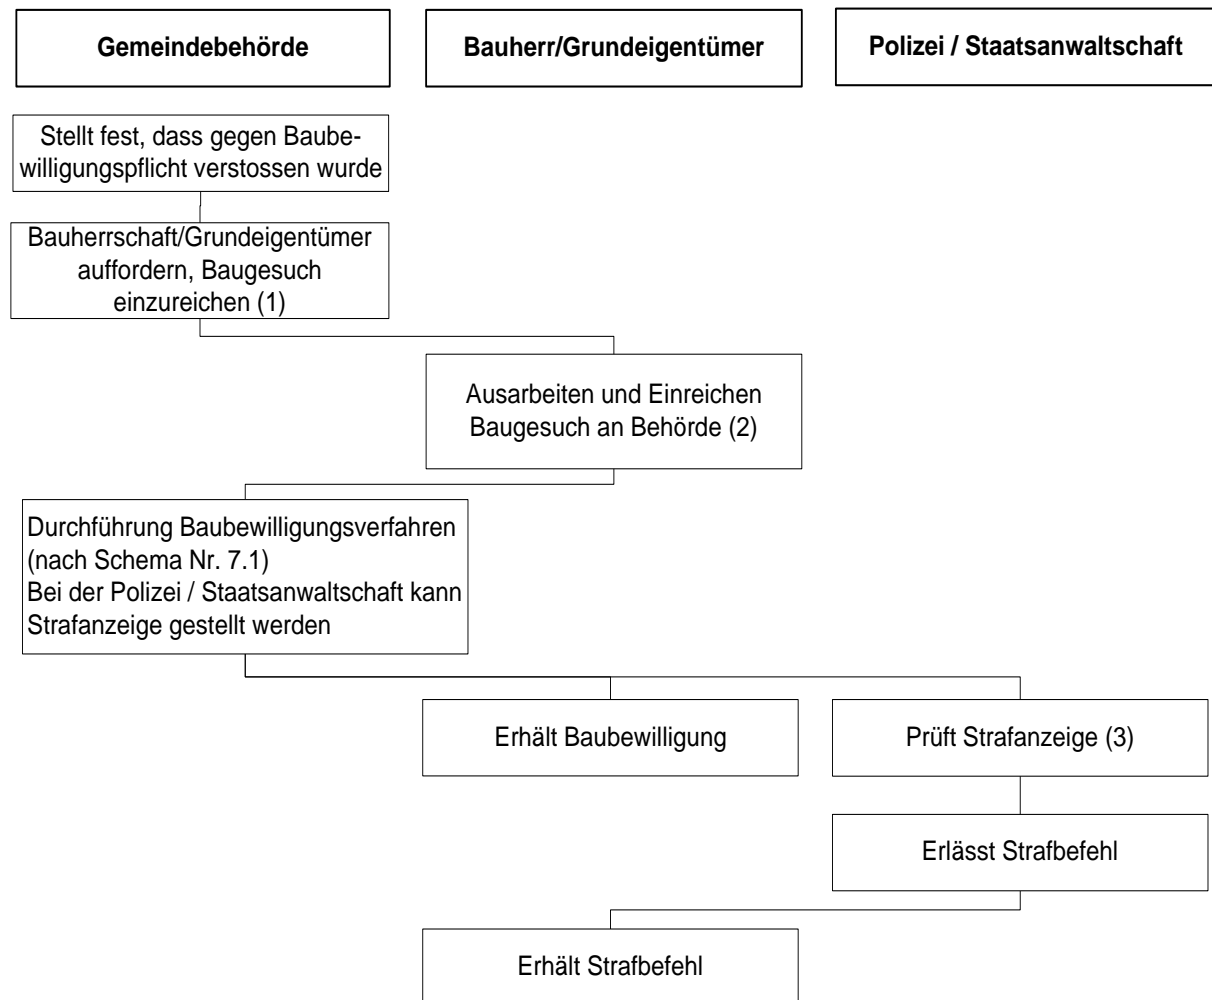 Gemeindebehörde
Bauherr/Grundeigentümer
Polizei / Staatsanwaltschaft
Stellt fest, dass gegen Baube-
willigungspflicht verstossen wurde
Bauherrschaft/Grundeigentümer
auffordern, Baugesuch
einzureichen (1)
Ausarbeiten und Einreichen
Baugesuch an Behörde (2)
Durchführung Baubewilligungsverfahren
(nach Schema Nr. 7.1)
Bei der Polizei / Staatsanwaltschaft kann
Strafanzeige gestellt werden
Erhält Baubewilligung
Prüft Strafanzeige (3)
Erlässt Strafbefehl
Erhält Strafbefehl